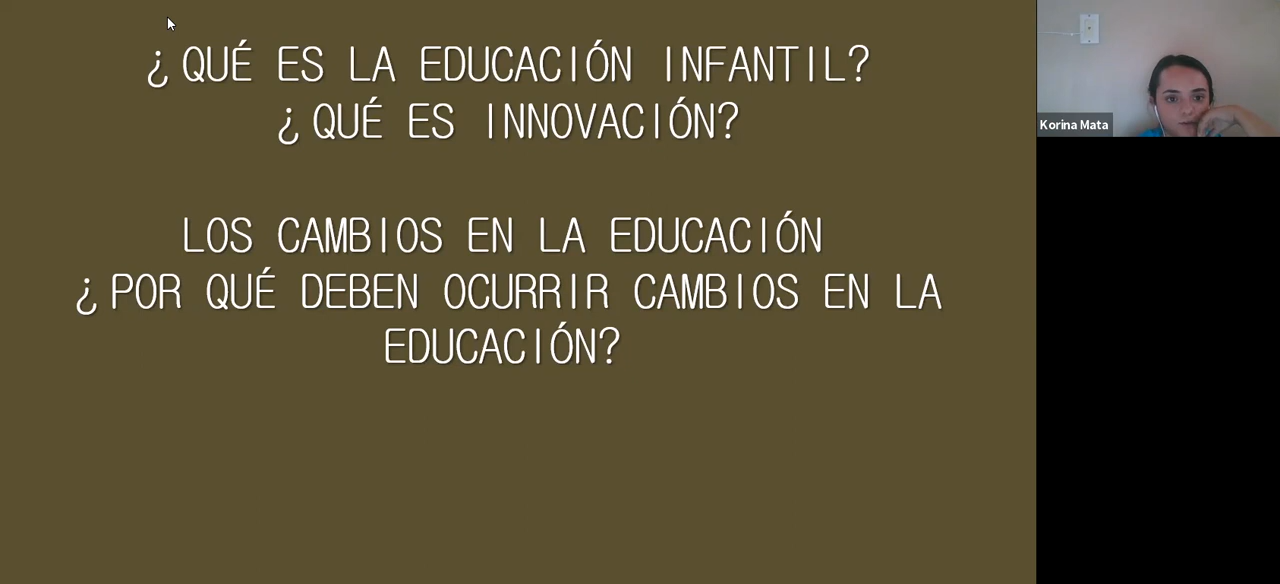 ¿QUÉ ES LA EDUCACIÓN INFANTIL?
¿QUÉ ES INNOVACIÓN?
LOS CAMBIOS EN LA EDUCACIÓN
¿POR QUÉ DEBEN OCURRIR CAMBIOS EN LA
EDUCACIÓN?
Korina Mata